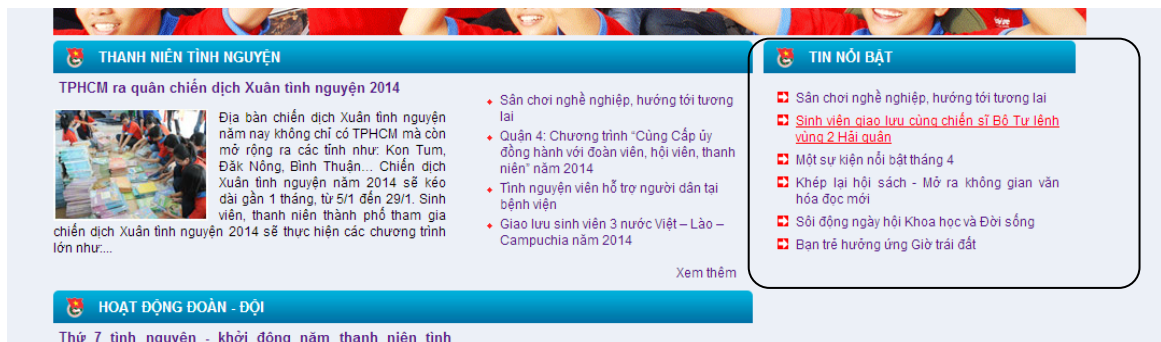 THANH NIÊN TÌNH NGUYỆN
TPHCM ra quân chiến dịch Xuân tình nguyện 2014
Địa bàn chiến dịch Xuân tình nguyện
năm nay không chỉ có TPHCM mà còn
mở rộng ra các tỉnh như: Kon Tum,
Đăk Nông, Bình Thuận... Chiến dịch
Xuân tình nguyện năm 2014 sẽ kéo
dài gần 1 tháng, từ 5/1 đến 29/1. Sinh
viên, thanh niên thành phố tham gia
chiến dịch Xuân tình nguyện 2014 sẽ thực hiện các chương trình
lớn như:...
Sân chơi nghề nghiệp, hướng tới tương
lai
Quận 4: Chương trình “Cùng Cấp ủy
đồng hành với đoàn viên, hội viên, thanh
niên” năm 2014
Tình nguyện viên hỗ trợ người dân tại
bệnh viện
Giao lưu sinh viên 3 nước Việt – Lào –
Campuchia năm 2014
Xem thêm
TIN NỔI BẬT
Sân chơi nghề nghiệp, hướng tới tương lai
Sinh viên giao lưu cùng chiến sĩ Bộ Tư lệnh
vùng 2 Hải quân
Một sự kiện nổi bật tháng 4
Khép lại hội sách - Mở ra không gian văn
hóa đọc mới
Sôi động ngày hội Khoa học và Đời sống
Bạn trẻ hưởng ứng Giờ trái đất
HOẠT ĐỘNG ĐOÀN - ĐỘI
Thứ 7 tình nguyện - khởi động năm thanh niên tình